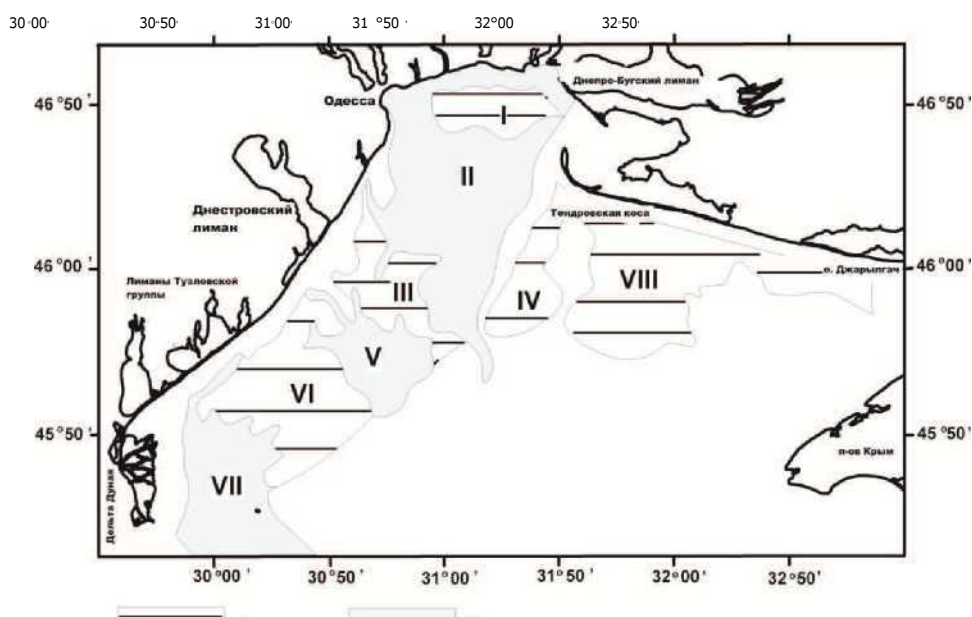 30°00' 30°50' 31°00' 31°50' 32°00 32°50'
Днепро-Бугский лиман
Одесса
46°50' 46°50'
I
II
Днестровский
лиман
Тендровская коса
46°00' 46°00'
о. Джарылгач
Лиманы Тузловской
группы
III
IV
VIII
V
VI
45°50' 45°50'
п-ов Крым
VII
Дельта Дуная
30°00' 30°50' 31°00' 31°50' 32°00' 32°50'